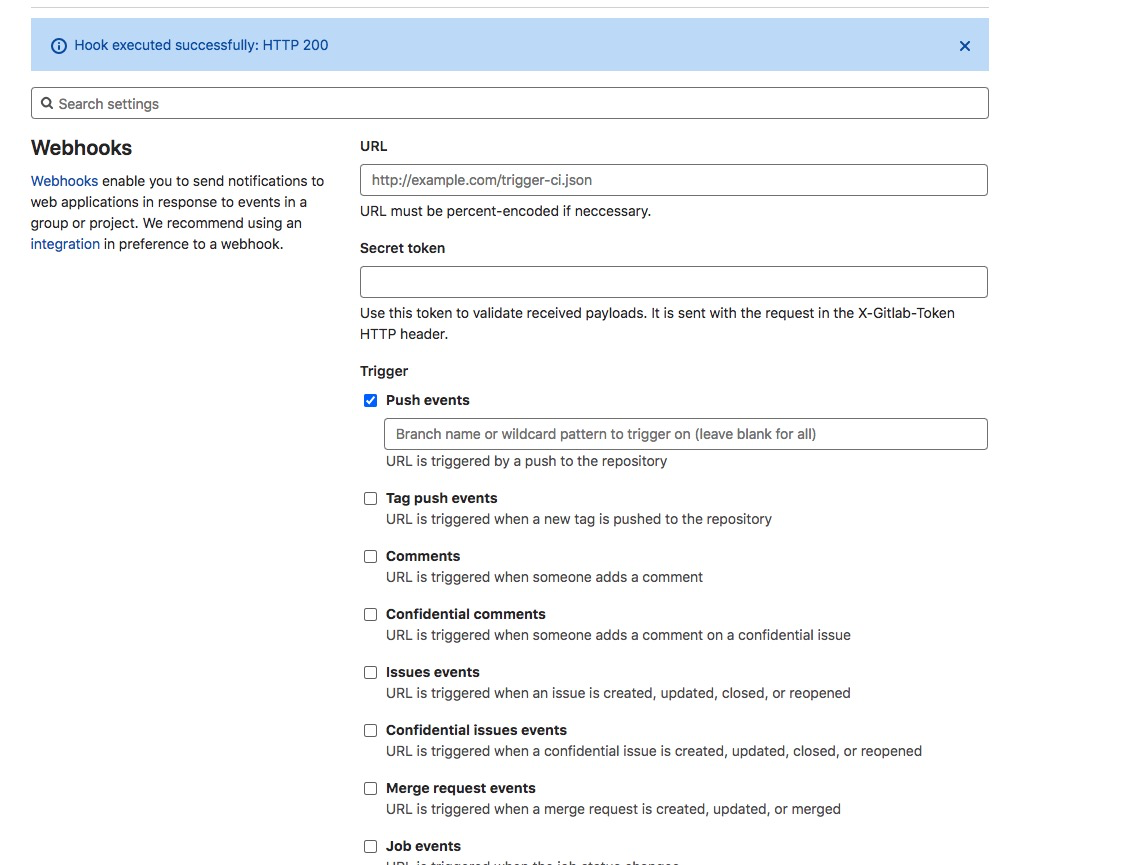 Hook executed successfully: HTTP 200
Search settings
Webhooks
Webhooks enable you to send notifications to
web applications in response to events in a
group or project. We recommend using an
integration in preference to a webhook.
URL
http://example.com/trigger-ci.json
URL must be percent-encoded if neccessary.
Secret token
Use this token to validate received payloads. It is sent with the request in the X-Gitlab-Token
HTTP header.
Trigger
Push events
Branch name or wildcard pattern to trigger on (leave blank for all)
URL is triggered by a push to the repository
Tag push events
URL is triggered when a new tag is pushed to the repository
Comments
URL is triggered when someone adds a comment
Confidential comments
URL is triggered when someone adds a comment on a confidential issue
Issues events
URL is triggered when an issue is created, updated, closed, or reopened
Confidential issues events
URL is triggered when a confidential issue is created, updated, closed, or reopened
Merge request events
URL is triggered when a merge request is created, updated, or merged
Job events
URL is triggered when the job status changes